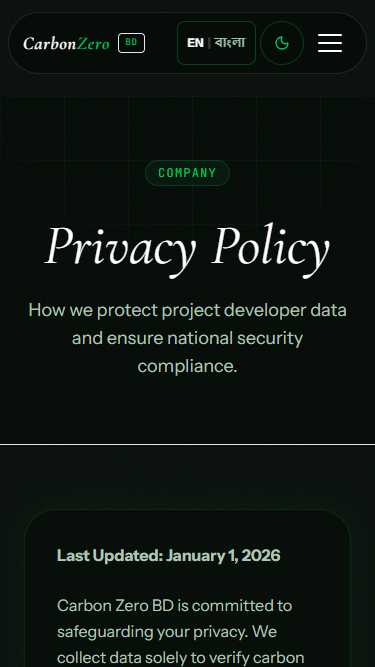 CarbonZero BD EN | বাংলা
COMPANY
Privacy Policy
How we protect project developer data
and ensure national security
compliance.
Last Updated: January 1, 2026
Carbon Zero BD is committed to
safeguarding your privacy. We
collect data solely to verify carbon